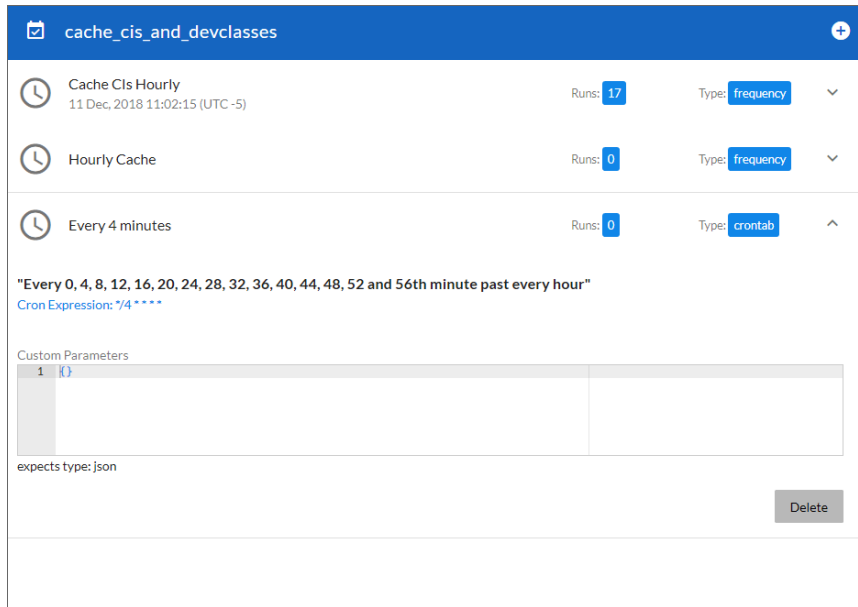 cache_cis_and_devclasses
Cache CIs Hourly
11 Dec, 2018 11:02:15 (UTC -5)
Runs: 17
Type: frequency
Hourly Cache
Runs: 0
Type: frequency
Every 4 minutes
Runs: 0
Type: crontab
"Every 0, 4, 8, 12, 16, 20, 24, 28, 32, 36, 40, 44, 48, 52 and 56th minute past every hour"
Cron Expression: */4 * * * *
Custom Parameters
1 {}
expects type: json
Delete